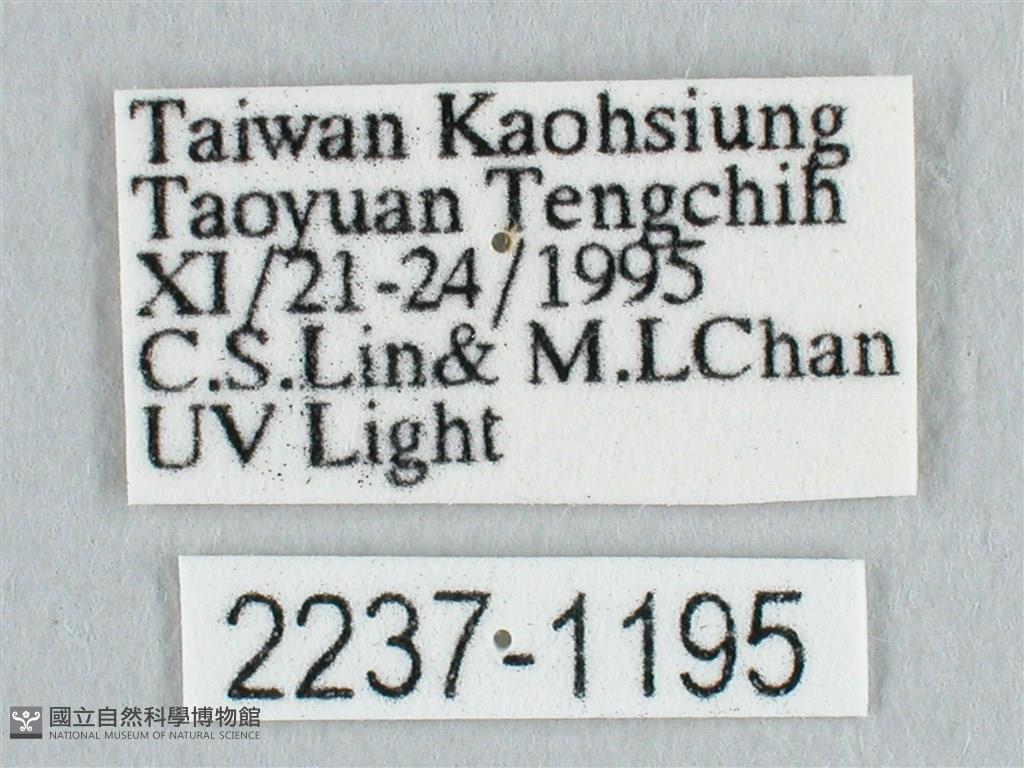 Taiwan Kaohsiung
Taoyuan Tengchih
XI/21-24/1995
C.S.Lin& M.LChan
UV Light
2237-1195
國立自然科學博物館
NATIONAL MUSEUM OF NATURAL SCIENCE